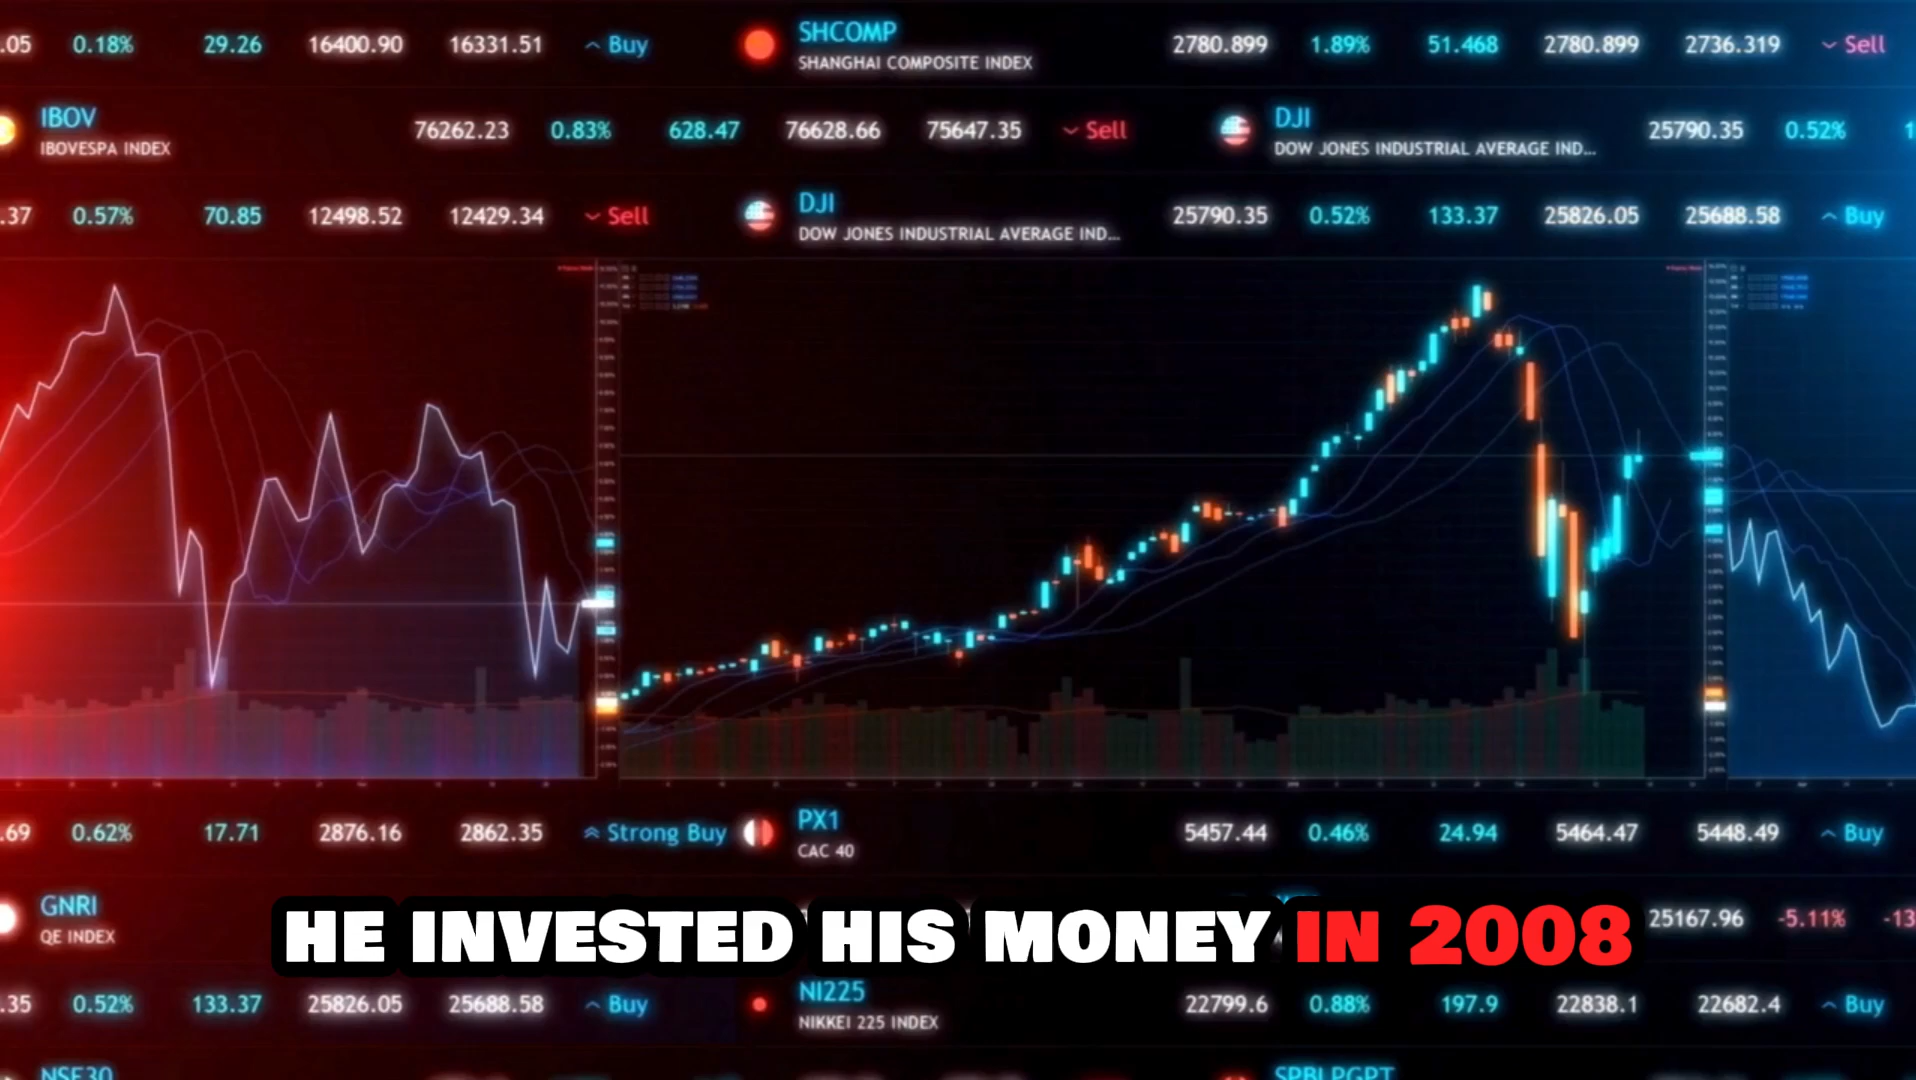 .05 0.18% 29.26 16400.90 16331.51 Buy SHCOMP 2780.899 1.89% 51.468 2780.899 2736.319 Sell
SHANGHAI COMPOSITE INDEX
IBOV 76262.23 0.83% 628.47 76628.66 75647.35 Sell DJI 25790.35 0.52% 1
IBOVESPA INDEX DOW JONES INDUSTRIAL AVERAGE IND...
.37 0.57% 70.85 12498.52 12429.34 Sell DJI 25790.35 0.52% 133.37 25826.05 25688.58 Buy
DOW JONES INDUSTRIAL AVERAGE IND...
.69 0.62% 17.71 2876.16 2862.35 Strong Buy PX1 5457.44 0.46% 24.94 5464.47 5448.49 Buy
CAC 40
GNRI 25167.96 -5.11% -13
QE INDEX
HE INVESTED HIS MONEY IN 2008
.35 0.52% 133.37 25826.05 25688.58 Buy NI225 22799.6 0.88% 197.9 22838.1 22682.4 Buy
NIKKEI 225 INDEX